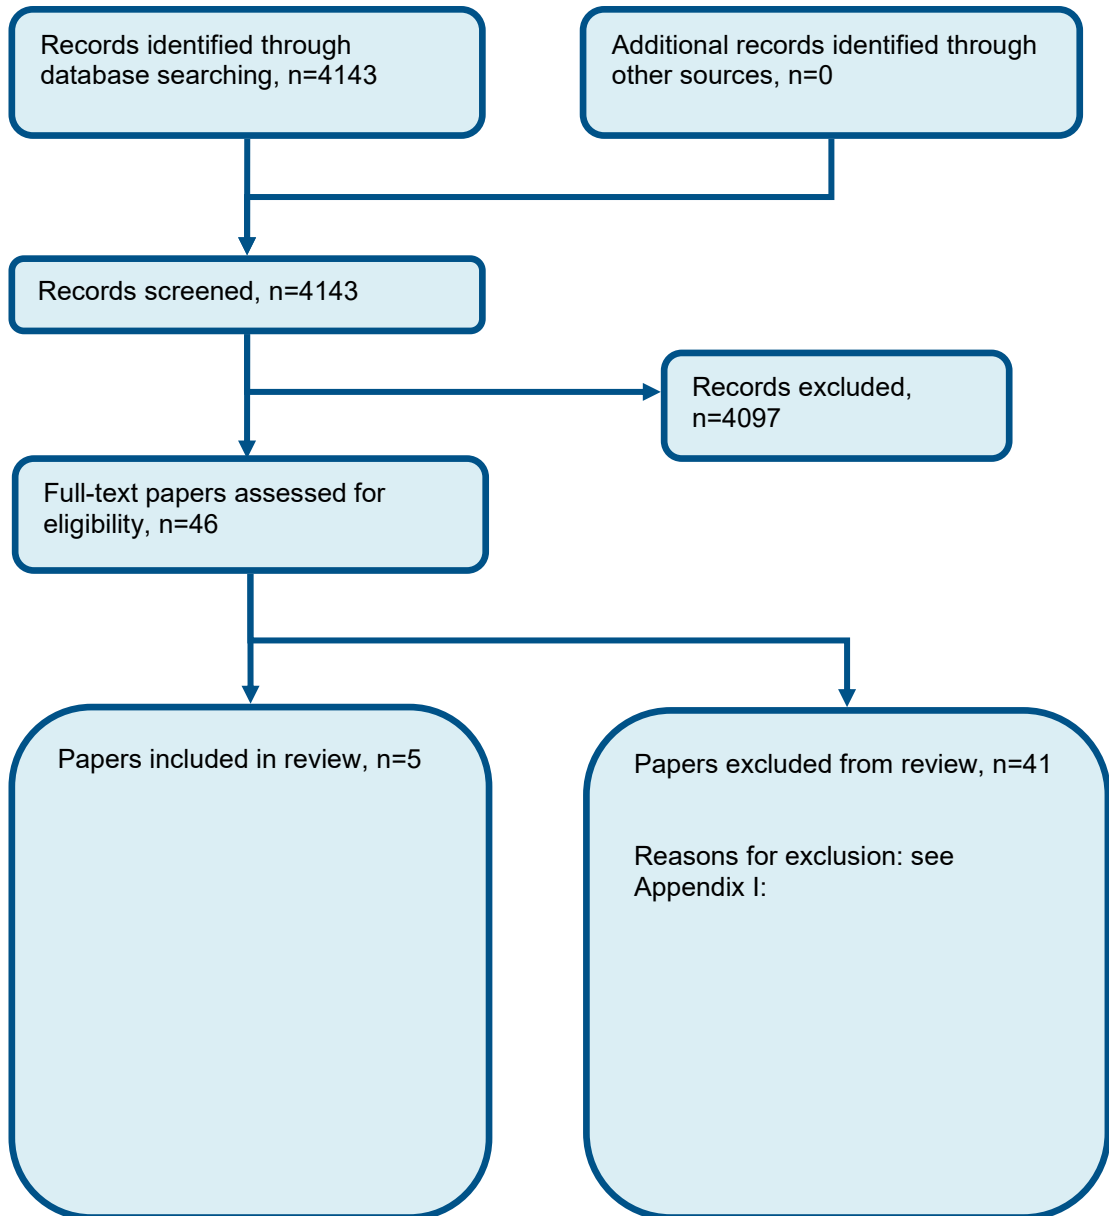 Records identified through
database searching, n=4143
Additional records identified through
other sources, n=0
Records screened, n=4143
Records excluded,
n=4097
Full-text papers assessed for
eligibility, n=46
Papers included in review, n=5
Papers excluded from review, n=41
Reasons for exclusion: see
Appendix I: